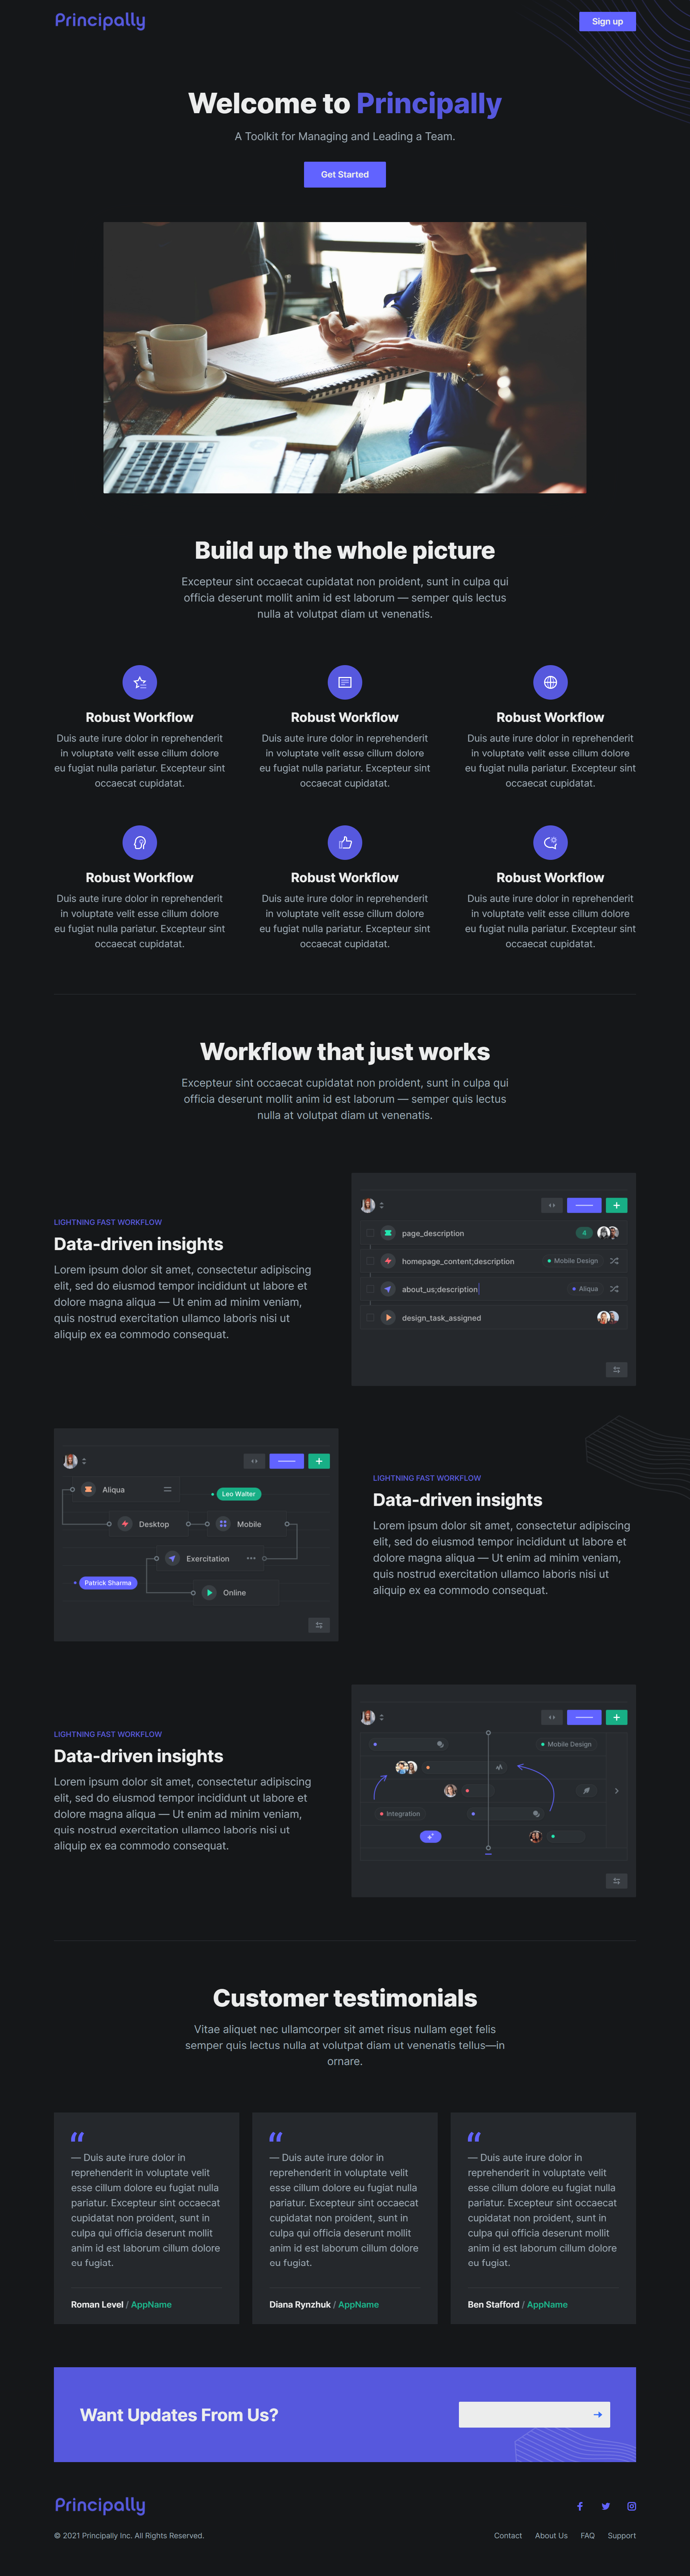 Principally
Sign up
Welcome to Principally
A Toolkit for Managing and Leading a Team.
Get Started
Build up the whole picture
Excepteur sint occaecat cupidatat non proident, sunt in culpa qui
officia deserunt mollit anim id est laborum — semper quis lectus
nulla at volutpat diam ut venenatis.
Robust Workflow
Duis aute irure dolor in reprehenderit
in voluptate velit esse cillum dolore
eu fugiat nulla pariatur. Excepteur sint
occaecat cupidatat.
Robust Workflow
Duis aute irure dolor in reprehenderit
in voluptate velit esse cillum dolore
eu fugiat nulla pariatur. Excepteur sint
occaecat cupidatat.
Robust Workflow
Duis aute irure dolor in reprehenderit
in voluptate velit esse cillum dolore
eu fugiat nulla pariatur. Excepteur sint
occaecat cupidatat.
Robust Workflow
Duis aute irure dolor in reprehenderit
in voluptate velit esse cillum dolore
eu fugiat nulla pariatur. Excepteur sint
occaecat cupidatat.
Robust Workflow
Duis aute irure dolor in reprehenderit
in voluptate velit esse cillum dolore
eu fugiat nulla pariatur. Excepteur sint
occaecat cupidatat.
Robust Workflow
Duis aute irure dolor in reprehenderit
in voluptate velit esse cillum dolore
eu fugiat nulla pariatur. Excepteur sint
occaecat cupidatat.
Workflow that just works
Excepteur sint occaecat cupidatat non proident, sunt in culpa qui
officia deserunt mollit anim id est laborum — semper quis lectus
nulla at volutpat diam ut venenatis.
LIGHTNING FAST WORKFLOW
Data-driven insights
Lorem ipsum dolor sit amet, consectetur adipiscing
elit, sed do eiusmod tempor incididunt ut labore et
dolore magna aliqua — Ut enim ad minim veniam,
quis nostrud exercitation ullamco laboris nisi ut
aliquip ex ea commodo consequat.
page_description
4
homepage_content;description
Mobile Design
about_us;description
Aliqua
design_task_assigned
Aliqua
Leo Walter
Desktop
Mobile
Exercitation
Patrick Sharma
Online
LIGHTNING FAST WORKFLOW
Data-driven insights
Lorem ipsum dolor sit amet, consectetur adipiscing
elit, sed do eiusmod tempor incididunt ut labore et
dolore magna aliqua — Ut enim ad minim veniam,
quis nostrud exercitation ullamco laboris nisi ut
aliquip ex ea commodo consequat.
LIGHTNING FAST WORKFLOW
Data-driven insights
Lorem ipsum dolor sit amet, consectetur adipiscing
elit, sed do eiusmod tempor incididunt ut labore et
dolore magna aliqua — Ut enim ad minim veniam,
quis nostrud exercitation ullamco laboris nisi ut
aliquip ex ea commodo consequat.
Mobile Design
Integration
Customer testimonials
Vitae aliquet nec ullamcorper sit amet risus nullam eget felis
semper quis lectus nulla at volutpat diam ut venenatis tellus—in
ornare.
“
— Duis aute irure dolor in
reprehenderit in voluptate velit
esse cillum dolore eu fugiat nulla
pariatur. Excepteur sint occaecat
cupidatat non proident, sunt in
culpa qui officia deserunt mollit
anim id est laborum cillum dolore
eu fugiat.
Roman Level / AppName
“
— Duis aute irure dolor in
reprehenderit in voluptate velit
esse cillum dolore eu fugiat nulla
pariatur. Excepteur sint occaecat
cupidatat non proident, sunt in
culpa qui officia deserunt mollit
anim id est laborum cillum dolore
eu fugiat.
Diana Rynzhuk / AppName
“
— Duis aute irure dolor in
reprehenderit in voluptate velit
esse cillum dolore eu fugiat nulla
pariatur. Excepteur sint occaecat
cupidatat non proident, sunt in
culpa qui officia deserunt mollit
anim id est laborum cillum dolore
eu fugiat.
Ben Stafford / AppName
Want Updates From Us?
Principally
© 2021 Principally Inc. All Rights Reserved.
Contact
About Us
FAQ
Support